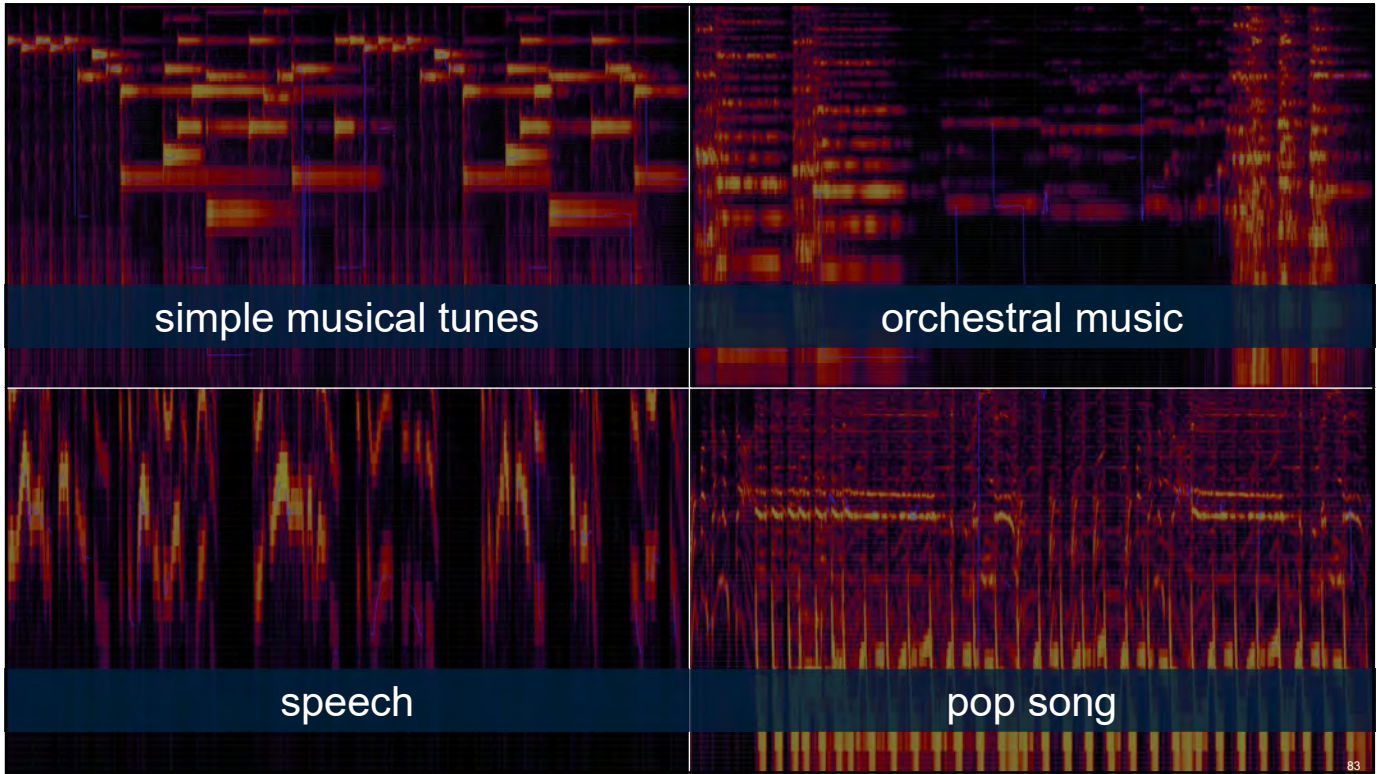 simple musical tunes
orchestral music
speech
pop song
83